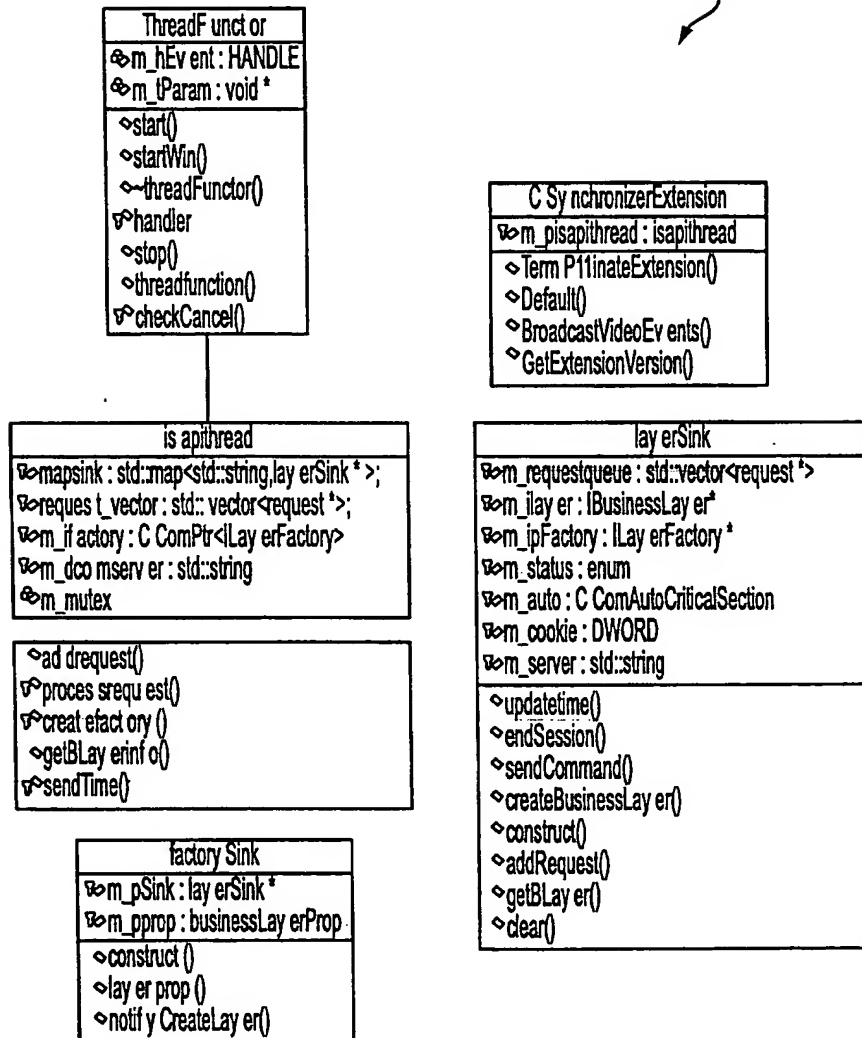 ThreadF unct or
m_hEv ent : HANDLE
m_tParam : void *
start()
startWin()
~threadFunctor()
handler
stop()
threadfunction()
checkCancel()
C Sy nchronizerExtension
m_pisapithread : isapithread
Term P11inateExtension()
Default()
BroadcastVideoEv ents()
GetExtensionVersion()
is apithread
mapsink : std::map<std::string,lay erSink * >;
reques t_vector : std:: vector<request *>;
m_if actory : C ComPtr<ILay erFactory>
m_dco mserv er : std::string
m_mutex
ad drequest()
proces srequ est()
creat efact ory ()
getBLay erinf o()
sendTime()
lay erSink
m_requestqueue : std::vector<request *>
m_ilay er : IBusinessLay er*
m_ipFactory : ILay erFactory *
m_status : enum
m_auto : C ComAutoCriticalSection
m_cookie : DWORD
m_server : std::string
updatetime()
endSession()
sendCommand()
createBusinessLay er()
construct()
addRequest()
getBLay er()
clear()
factory Sink
m_pSink : lay erSink *
m_pprop : businessLay erProp
construct ()
lay er prop ()
notif y CreateLay er()